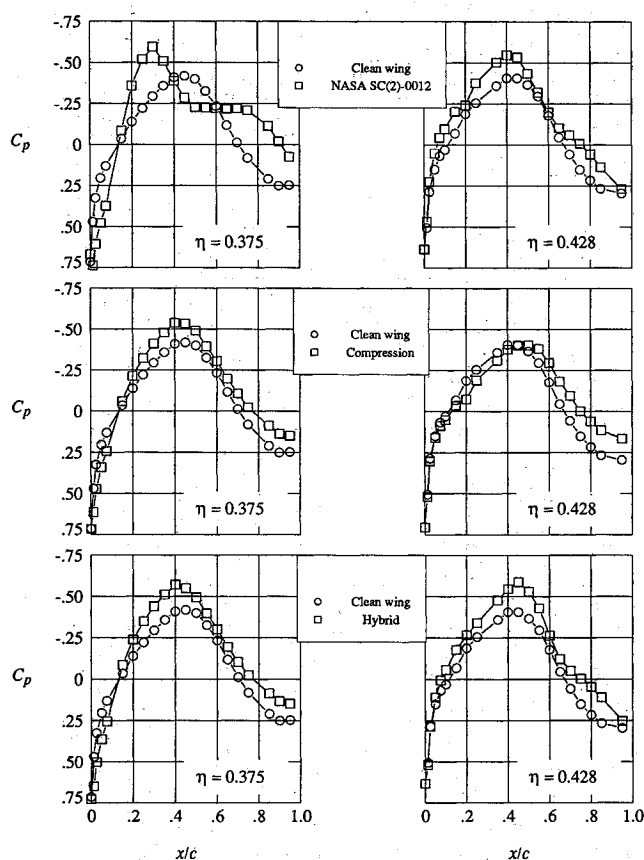 -.75
-.50
-.25
0
.25
.50
.75
Cp
Clean wing
NASA SC(2)-0012
η = 0.375
η = 0.428
-.75
-.50
-.25
0
.25
.50
.75
Cp
Clean wing
Compression
η = 0.375
η = 0.428
-.75
-.50
-.25
0
.25
.50
.75
Cp
Clean wing
Hybrid
η = 0.375
η = 0.428
0 .2 .4 .6 .8 1.0
0 .2 .4 .6 .8 1.0
x/c
x/c